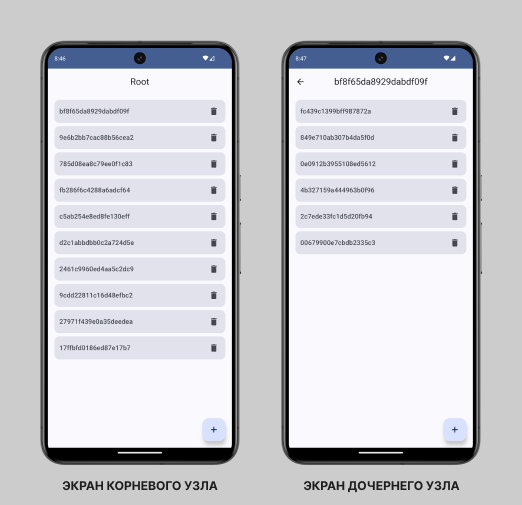 8:46
Root
bf8f65da8929dabdf09f
9e6b2bb7cac88b56cea2
785d08ea8c79ee0f1c83
fb286f6c4288a6adcf64
c5ab254e8ed8fe130eff
d2c1abbdbb0c2a724d5e
2461c9960ed4aa5c2dc9
9cdd22811c16d48efbc2
27971f439e0a35deedea
17ffbfd0186ed87e17b7
+
ЭКРАН КОРНЕВОГО УЗЛА
8:47
bf8f65da8929dabdf09f
fc439c1399bff987872a
849e710ab307b4da5f0d
0e0912b3955108ed5612
4b327159a444963b0f96
2c7ede33fc1d5d20fb94
00679900e7cbdb2335c3
+
ЭКРАН ДОЧЕРНЕГО УЗЛА